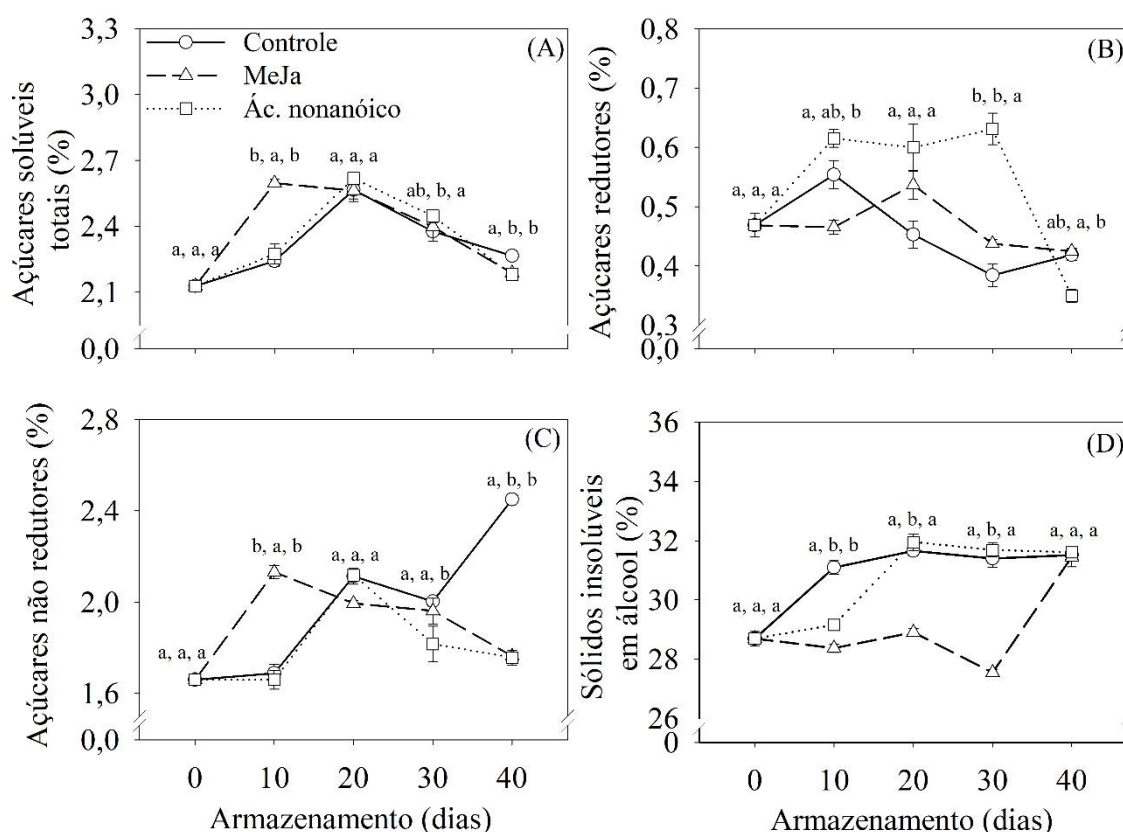 Açúcares solúveis
totais (%)
3,3
3,0
2,7
2,4
2,1
0,0
Controle
MeJa
Ác. nonanóico
(A)
a, a, a
b, a, b
a, a, a
ab, b, a
a, b, b
Açúcares redutores (%)
0,8
0,7
0,6
0,5
0,4
0,3
0,0
(B)
a, a, a
a, ab, b
a, a, a
b, b, a
ab, a, b
Açúcares não redutores (%)
2,8
2,4
2,0
1,6
0,0
(C)
a, a, a
b, a, b
a, a, a
a, a, b
a, b, b
0 10 20 30 40
Armazenamento (dias)
Sólidos insolúveis
em álcool (%)
36
34
32
30
28
26
0
(D)
a, a, a
a, b, b
a, b, a
a, b, a
a, a, a
0 10 20 30 40
Armazenamento (dias)